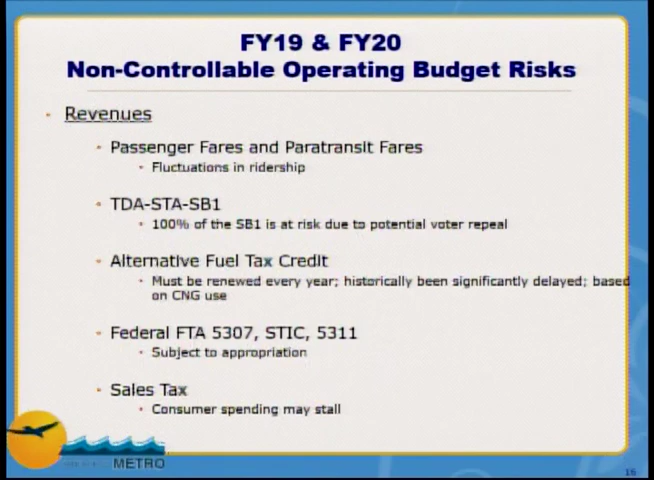 FY19 & FY20
Non-Controllable Operating Budget Risks
Revenues
Passenger Fares and Paratransit Fares
Fluctuations in ridership
TDA-STA-SB1
100% of the SB1 is at risk due to potential voter repeal
Alternative Fuel Tax Credit
Must be renewed every year; historically been significantly delayed; based
on CNG use
Federal FTA 5307, STIC, 5311
Subject to appropriation
Sales Tax
Consumer spending may stall
METRO
16